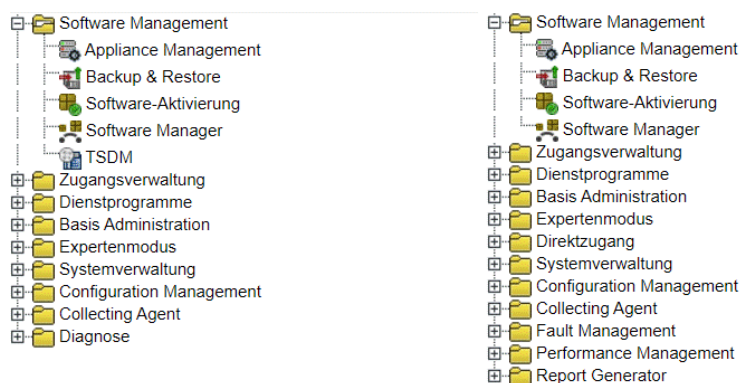 Software Management
Appliance Management
Backup & Restore
Software-Aktivierung
Software Manager
TSDM
Zugangsverwaltung
Dienstprogramme
Basis Administration
Expertenmodus
Systemverwaltung
Configuration Management
Collecting Agent
Diagnose
Software Management
Appliance Management
Backup & Restore
Software-Aktivierung
Software Manager
Zugangsverwaltung
Dienstprogramme
Basis Administration
Expertenmodus
Direktzugang
Systemverwaltung
Configuration Management
Collecting Agent
Fault Management
Performance Management
Report Generator